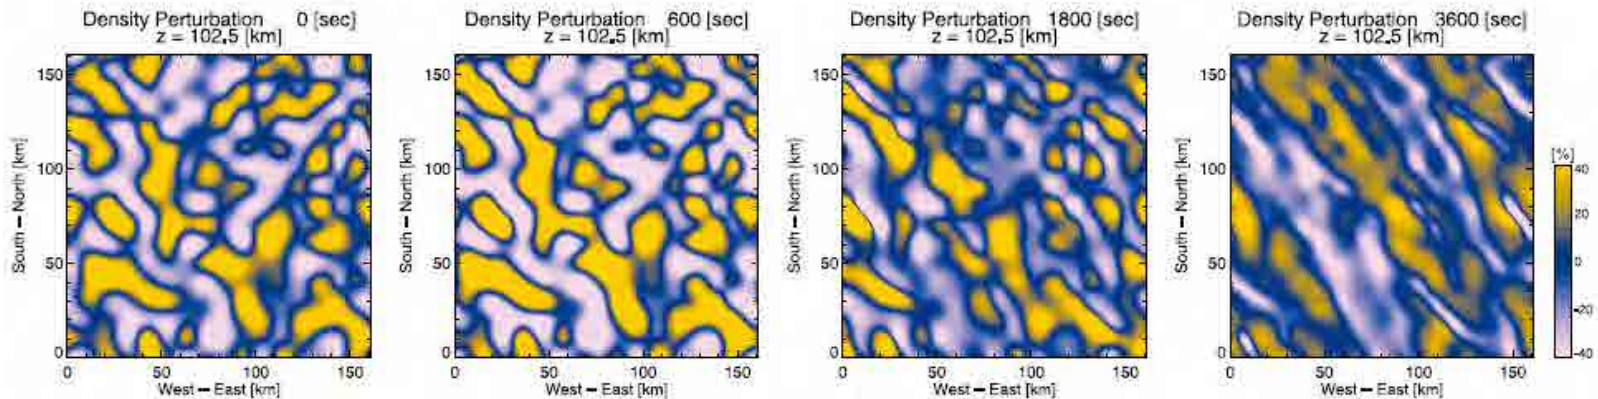 Density Perturbation 0 [sec]
z = 102.5 [km]
150
100
50
0
South – North [km]
0 50 100 150
West – East [km]
Density Perturbation 600 [sec]
z = 102.5 [km]
150
100
50
0
South – North [km]
0 50 100 150
West – East [km]
Density Perturbation 1800 [sec]
z = 102.5 [km]
150
100
50
0
South – North [km]
0 50 100 150
West – East [km]
Density Perturbation 3600 [sec]
z = 102.5 [km]
150
100
50
0
South – North [km]
0 50 100 150
West – East [km]
[%]
40
20
0
-20
-40